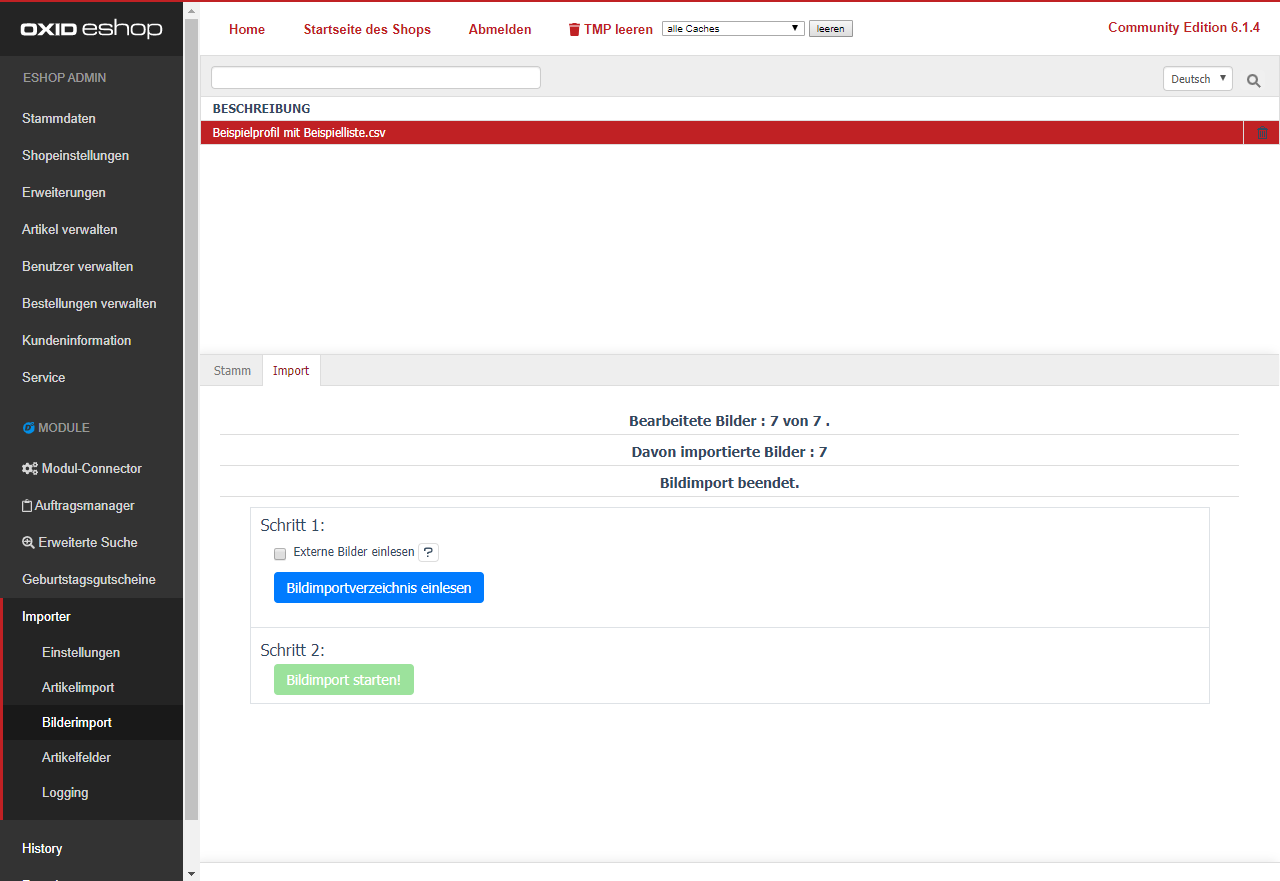 OXID eshop
Home
Startseite des Shops
Abmelden
TMP leeren
alle Caches
leeren
Community Edition 6.1.4
ESHOP ADMIN
Stammdaten
Shopeinstellungen
Erweiterungen
Artikel verwalten
Benutzer verwalten
Bestellungen verwalten
Kundeninformation
Service
MODULE
Modul-Connector
Auftragsmanager
Erweiterte Suche
Geburtstagsgutscheine
Importer
Einstellungen
Artikelimport
Bilderimport
Artikelfelder
Logging
History
Deutsch
BESCHREIBUNG
Beispielprofil mit Beispielliste.csv
Stamm
Import
Bearbeitete Bilder : 7 von 7 .
Davon importierte Bilder : 7
Bildimport beendet.
Schritt 1:
Externe Bilder einlesen ?
Bildimportverzeichnis einlesen
Schritt 2:
Bildimport starten!